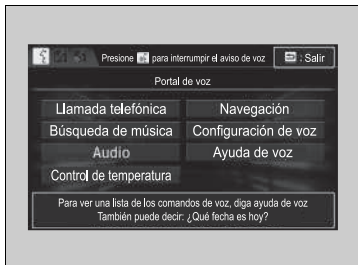 Presione para interrumpir el aviso de voz : Salir
Portal de voz
Llamada telefónica Navegación
Búsqueda de música Configuración de voz
Audio Ayuda de voz
Control de temperatura
Para ver una lista de los comandos de voz, diga ayuda de voz
También puede decir: ¿Qué fecha es hoy?